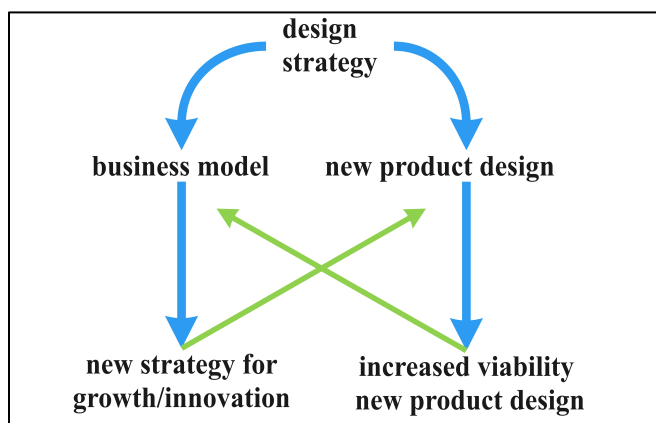 design
strategy
business model
new product design
new strategy for
growth/innovation
increased viability
new product design